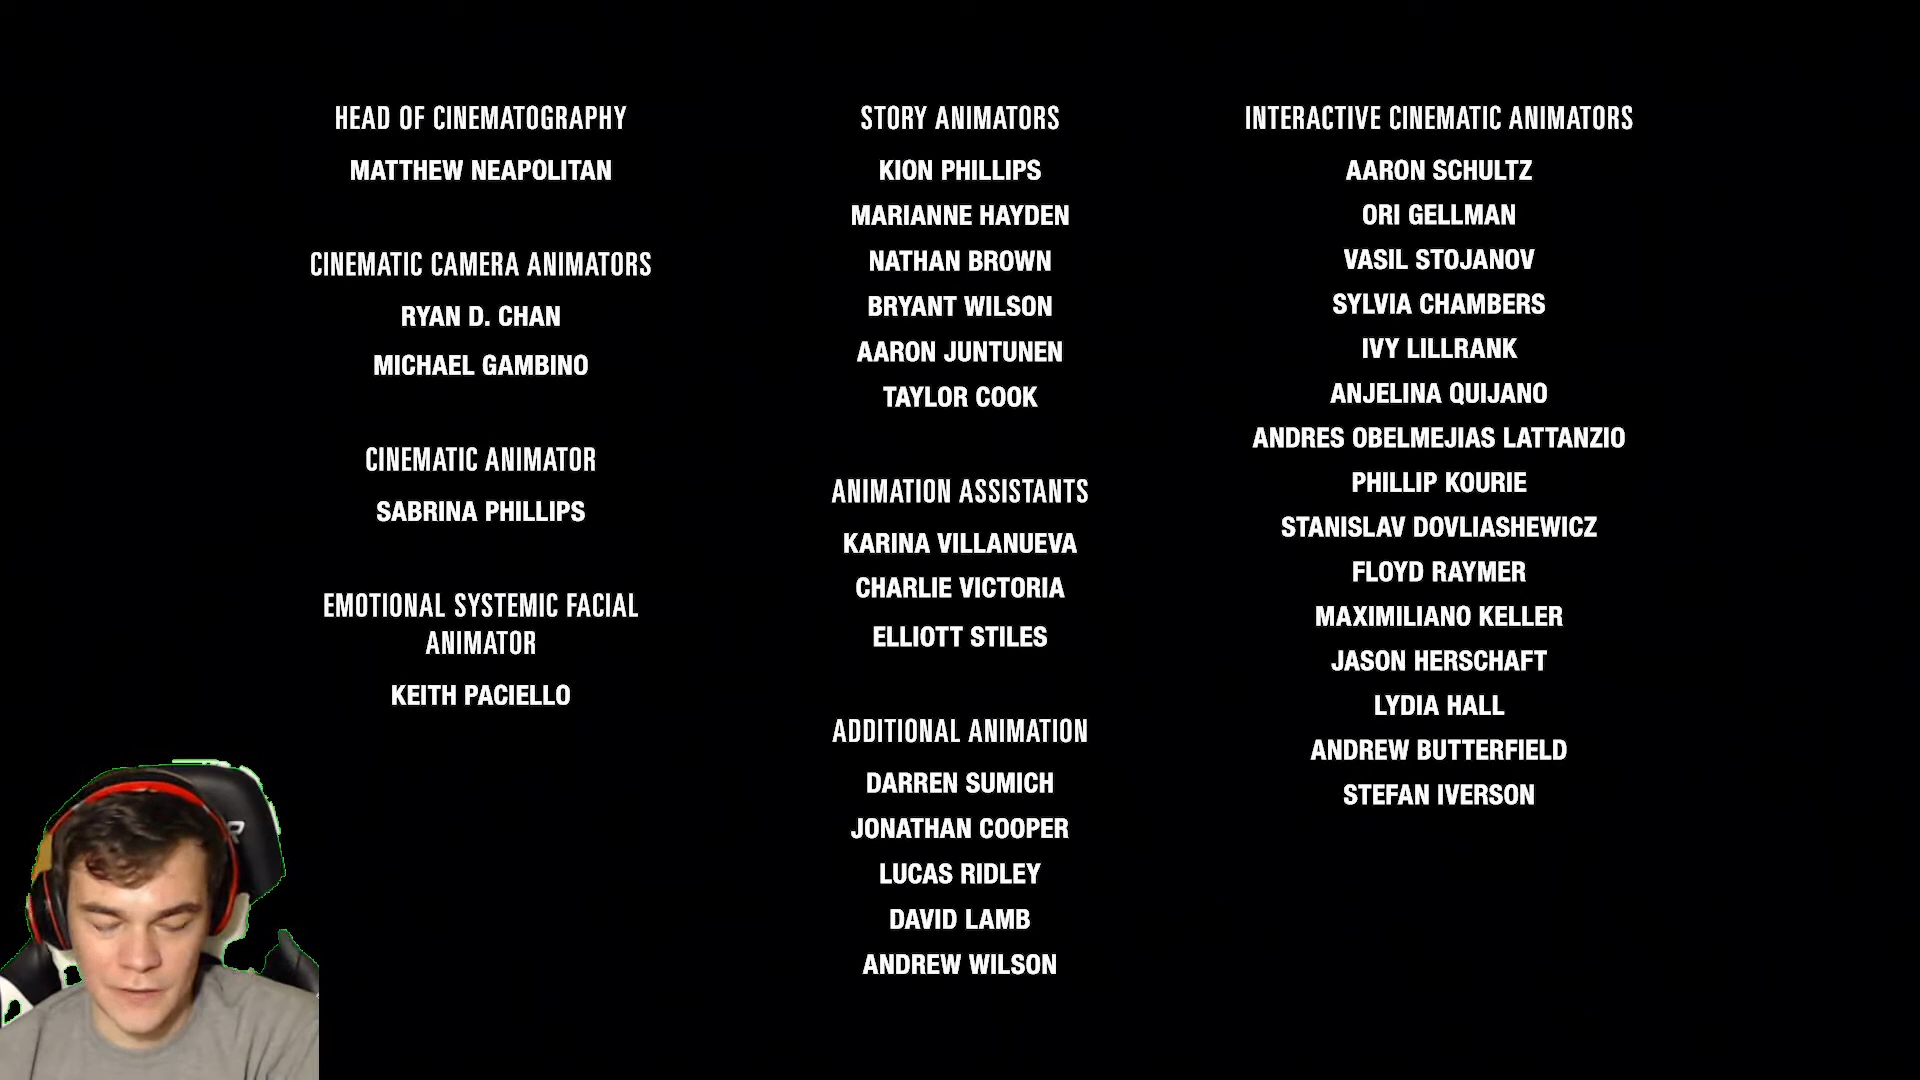 HEAD OF CINEMATOGRAPHY
MATTHEW NEAPOLITAN
CINEMATIC CAMERA ANIMATORS
RYAN D. CHAN
MICHAEL GAMBINO
CINEMATIC ANIMATOR
SABRINA PHILLIPS
EMOTIONAL SYSTEMIC FACIAL
ANIMATOR
KEITH PACIELLO
STORY ANIMATORS
KION PHILLIPS
MARIANNE HAYDEN
NATHAN BROWN
BRYANT WILSON
AARON JUNTUNEN
TAYLOR COOK
ANIMATION ASSISTANTS
KARINA VILLANUEVA
CHARLIE VICTORIA
ELLIOTT STILES
ADDITIONAL ANIMATION
DARREN SUMICH
JONATHAN COOPER
LUCAS RIDLEY
DAVID LAMB
ANDREW WILSON
INTERACTIVE CINEMATIC ANIMATORS
AARON SCHULTZ
ORI GELLMAN
VASIL STOJANOV
SYLVIA CHAMBERS
IVY LILLRANK
ANJELINA QUIJANO
ANDRES OBELMEJIAS LATTANZIO
PHILLIP KOURIE
STANISLAV DOVLIASHEWICZ
FLOYD RAYMER
MAXIMILIANO KELLER
JASON HERSCHAFT
LYDIA HALL
ANDREW BUTTERFIELD
STEFAN IVERSON